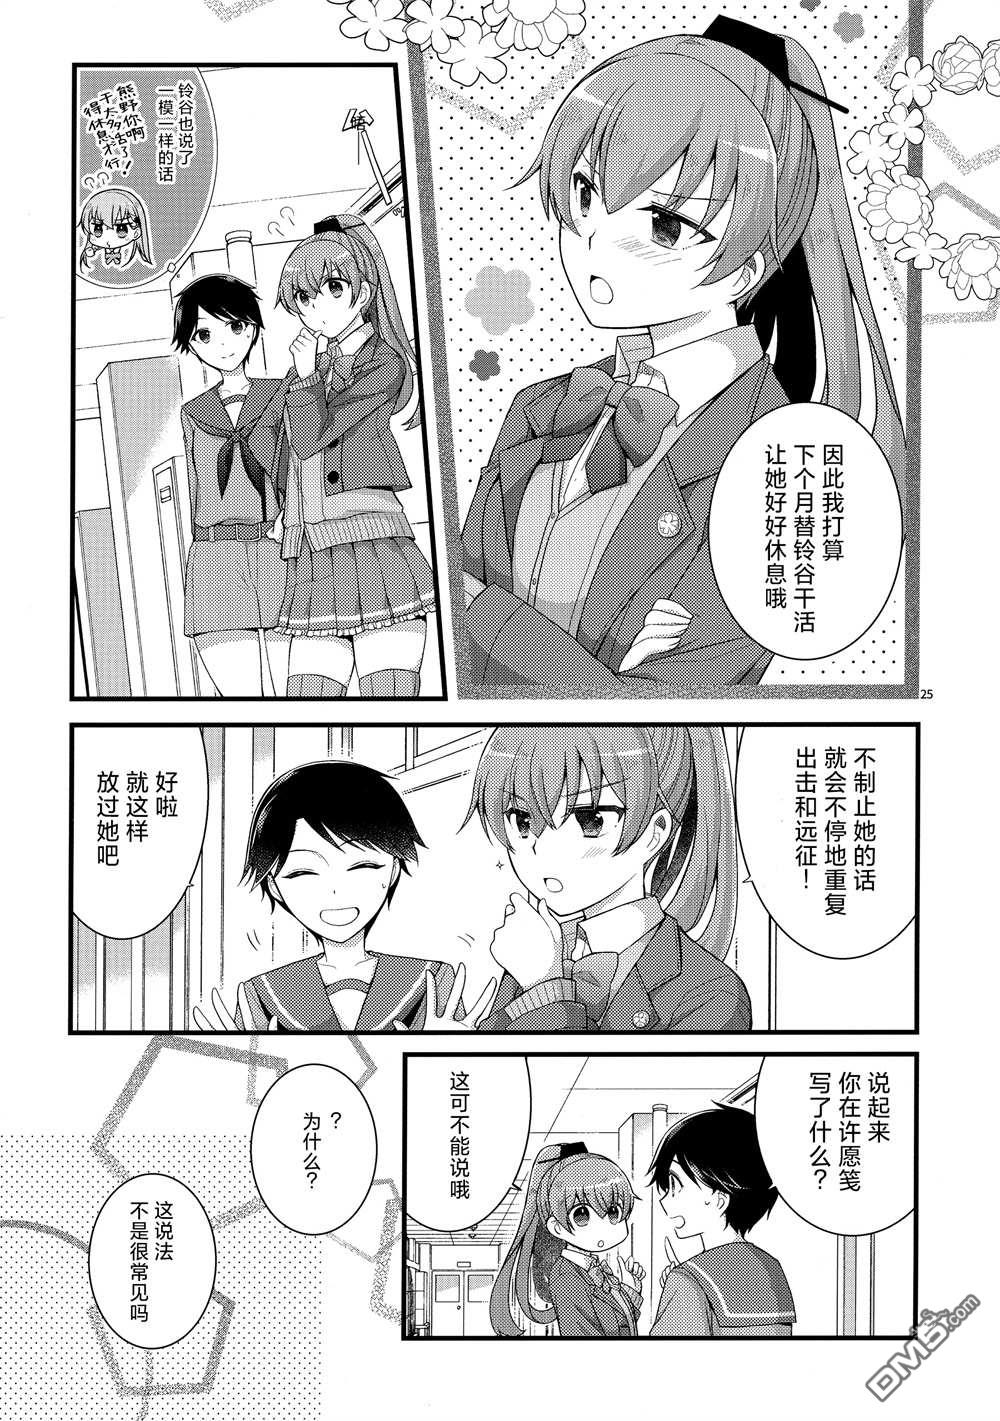 因此我打算
下个月替铃谷干活
让她好好休息哦
铃谷也说了
一模一样的话
熊野你啊
干太多活了!
得休息才行
25
不制止她的话
就会不停地重复
出击和远征!
好啦
就这样
放过她吧
说起来
你在许愿笺
写了什么?
这可不能说哦
?
为什么?
这说法
不是很常见吗
DM5.com